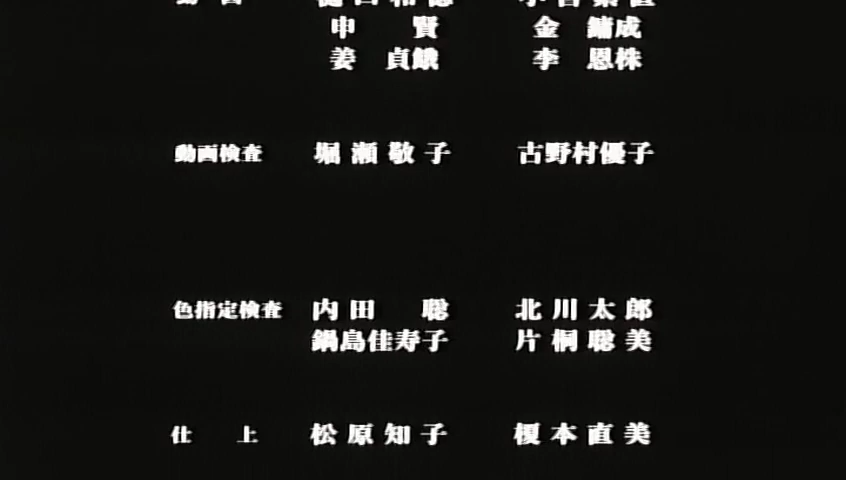 申　賢　金　鏞成
姜　貞餓　李　恩株
動画検査　堀瀬敬子　古野村優子
色指定検査　内田　聡　北川太郎
鍋島佳寿子　片桐聡美
仕　上　松原知子　榎本直美